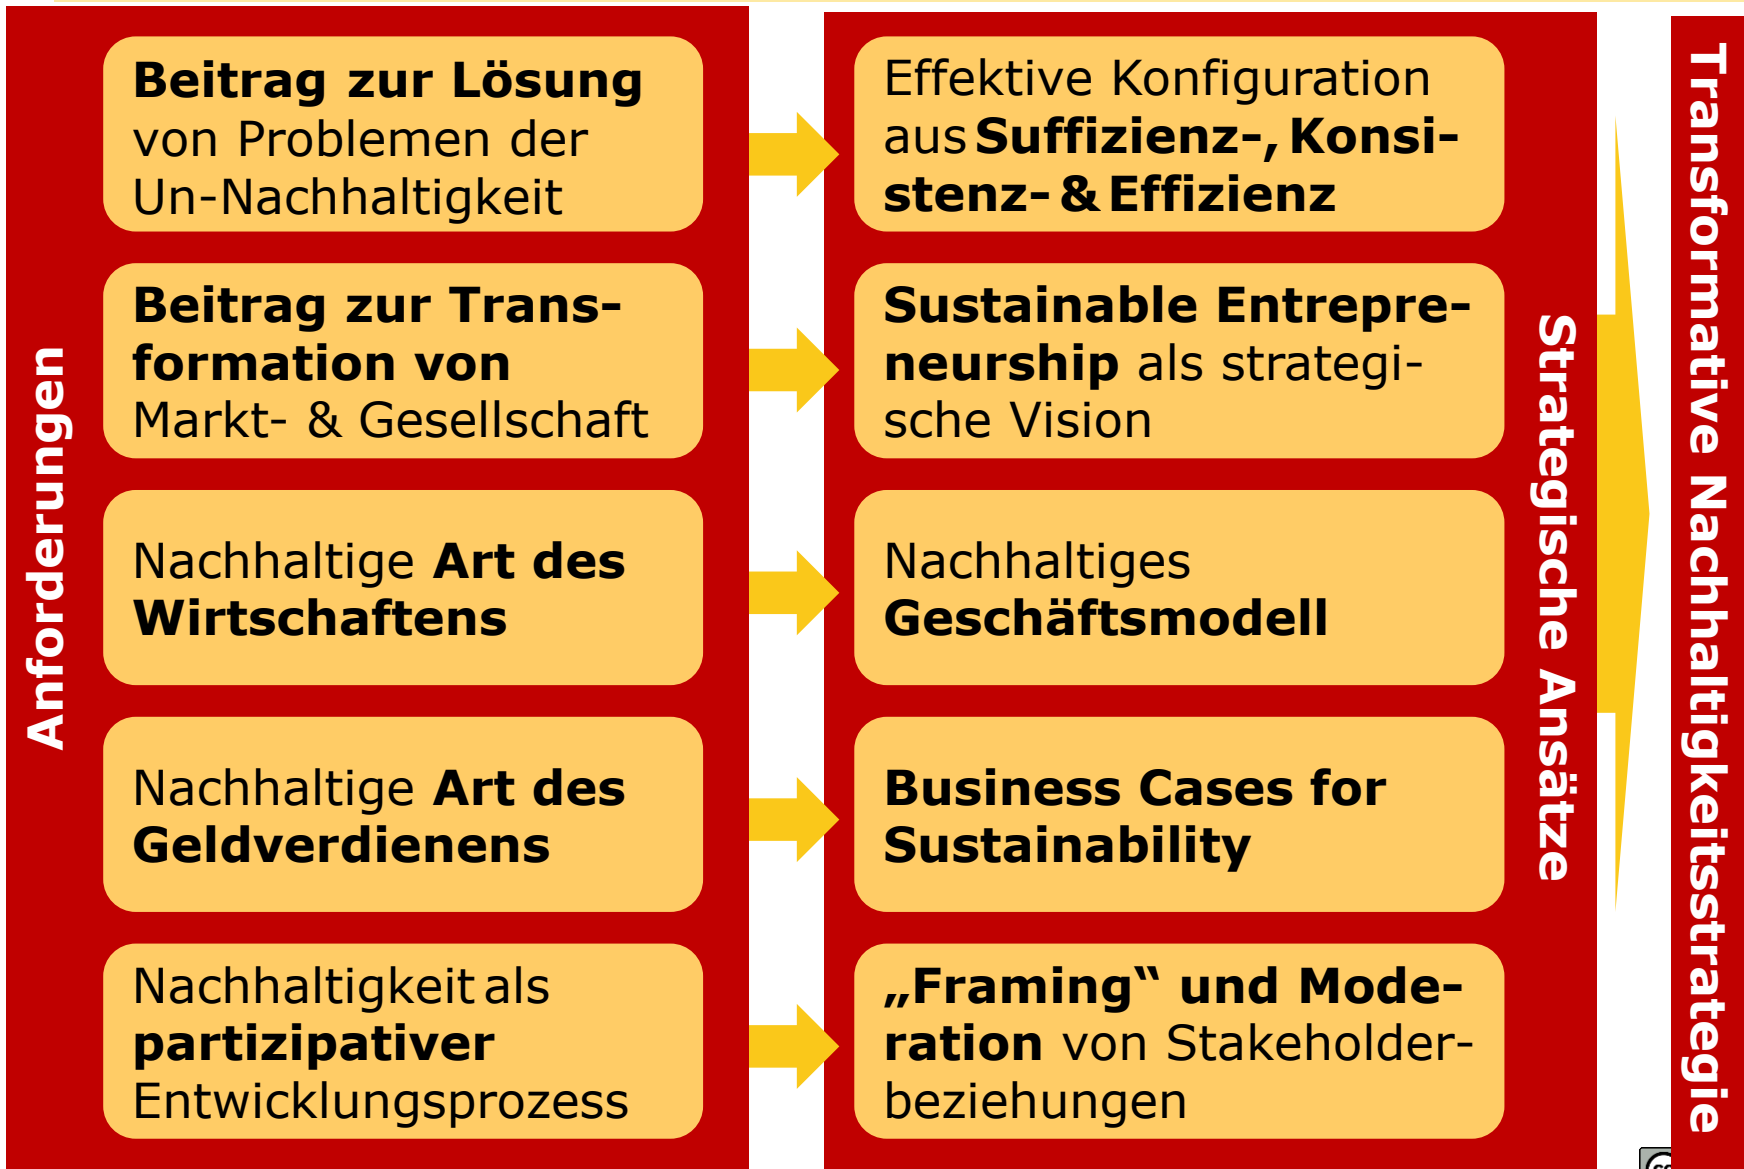 Anforderungen
Beitrag zur Lösung
von Problemen der
Un-Nachhaltigkeit
Beitrag zur Trans-
formation von
Markt- & Gesellschaft
Nachhaltige Art des
Wirtschaftens
Nachhaltige Art des
Geldverdienens
Nachhaltigkeit als
partizipativer
Entwicklungsprozess
Effektive Konfiguration
aus Suffizienz-, Konsi-
stenz- & Effizienz
Sustainable Entrepre-
neurship als strategi-
sche Vision
Nachhaltiges
Geschäftsmodell
Business Cases for
Sustainability
„Framing“ und Mode-
ration von Stakeholder-
beziehungen
Strategische Ansätze
Transformative Nachhaltigkeitsstrategie